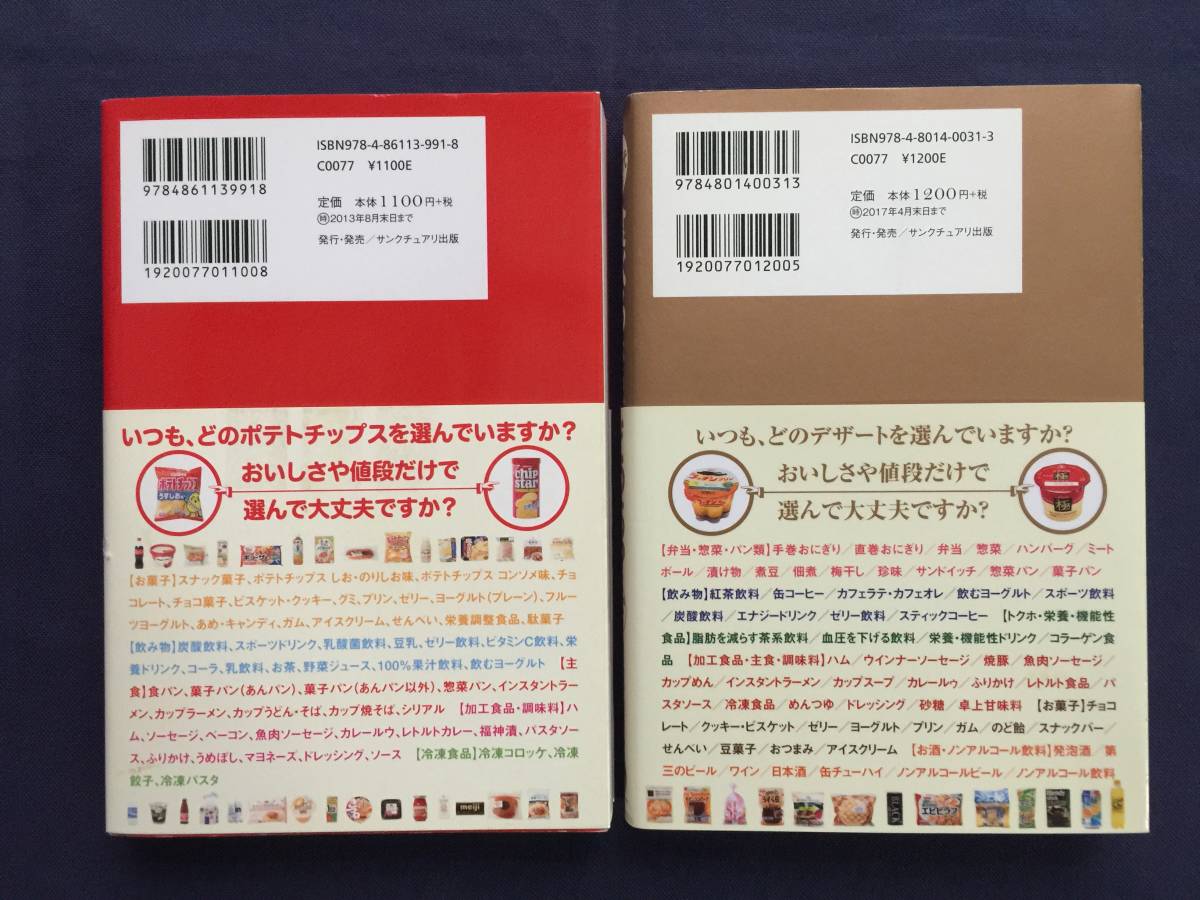 ISBN978-4-86113-991-8
C0077 ¥1100E
9784861139918
定価 本体1100円+税
時2013年8月末日まで
1920077011008
発行・発売/サンクチュアリ出版
いつも、どのポテトチップスを選んでいますか?
おいしさや値段だけで
選んで大丈夫ですか?
ポテトチップス
うすしお味
chip
star
【お菓子】スナック菓子、ポテトチップス しお・のりしお味、ポテトチップス コンソメ味、チョ
コレート、チョコ菓子、ビスケット・クッキー、グミ、プリン、ゼリー、ヨーグルト(プレーン)、フルー
ツヨーグルト、あめ・キャンディ、ガム、アイスクリーム、せんべい、栄養調整食品、駄菓子
【飲み物】炭酸飲料、スポーツドリンク、乳酸菌飲料、豆乳、ゼリー飲料、ビタミンC飲料、栄
養ドリンク、コーラ、乳飲料、お茶、野菜ジュース、100%果汁飲料、飲むヨーグルト 【主
食】食パン、菓子パン(あんパン)、菓子パン(あんパン以外)、惣菜パン、インスタントラー
メン、カップラーメン、カップうどん・そば、カップ焼そば、シリアル 【加工食品・調味料】ハ
ム、ソーセージ、ベーコン、魚肉ソーセージ、カレールウ、レトルトカレー、福神漬、パスタソー
ス、ふりかけ、うめぼし、マヨネーズ、ドレッシング、ソース 【冷凍食品】冷凍コロッケ、冷凍
餃子、冷凍パスタ
meiji
ISBN978-4-8014-0031-3
C0077 ¥1200E
9784801400313
定価 本体1200円+税
時2017年4月末日まで
1920077012005
発行・発売/サンクチュアリ出版
いつも、どのデザートを選んでいますか?
おいしさや値段だけで
選んで大丈夫ですか?
極
【弁当・惣菜・パン類】手巻おにぎり/直巻おにぎり/弁当/惣菜/ハンバーグ/ミート
ボール/漬け物/煮豆/佃煮/梅干し/珍味/サンドイッチ/惣菜パン/菓子パン
【飲み物】紅茶飲料/缶コーヒー/カフェラテ・カフェオレ/飲むヨーグルト/スポーツ飲料
/炭酸飲料/エナジードリンク/ゼリー飲料/スティックコーヒー 【トクホ・栄養・機能性
食品】脂肪を減らす茶系飲料/血圧を下げる飲料/栄養・機能性ドリンク/コラーゲン食
品 【加工食品・主食・調味料】ハム/ウインナーソーセージ/焼豚/魚肉ソーセージ/
カップめん/インスタントラーメン/カップスープ/カレールゥ/ふりかけ/レトルト食品/パ
スタソース/冷凍食品/めんつゆ/ドレッシング/砂糖/卓上甘味料 【お菓子】チョコ
レート/クッキー・ビスケット/ゼリー/ヨーグルト/プリン/ガム/のど飴/スナックバー/
せんべい/豆菓子/おつまみ/アイスクリーム 【お酒・ノンアルコール飲料】発泡酒/第
三のビール/ワイン/日本酒/缶チューハイ/ノンアルコールビール/ノンアルコール飲料
BLACK
エビピラフ